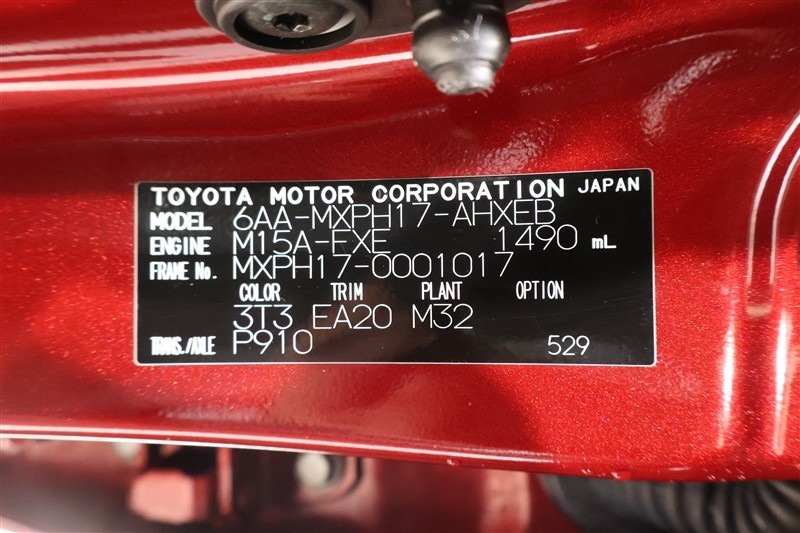 TOYOTA MOTOR CORPORATION JAPAN
MODEL 6AA-MXPH17-AHXEB
ENGINE M15A-FXE 1490 mL
FRAME No. MXPH17-0001017
COLOR TRIM PLANT OPTION
3T3 EA20 M32
TRANS./AXLE P910 529